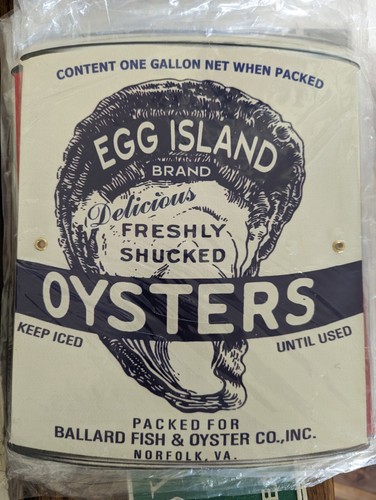 CONTENT ONE GALLON NET WHEN PACKED
EGG ISLAND
BRAND
Delicious
FRESHLY
SHUCKED
OYSTERS
KEEP ICED
UNTIL USED
PACKED FOR
BALLARD FISH & OYSTER CO., INC.
NORFOLK, VA.